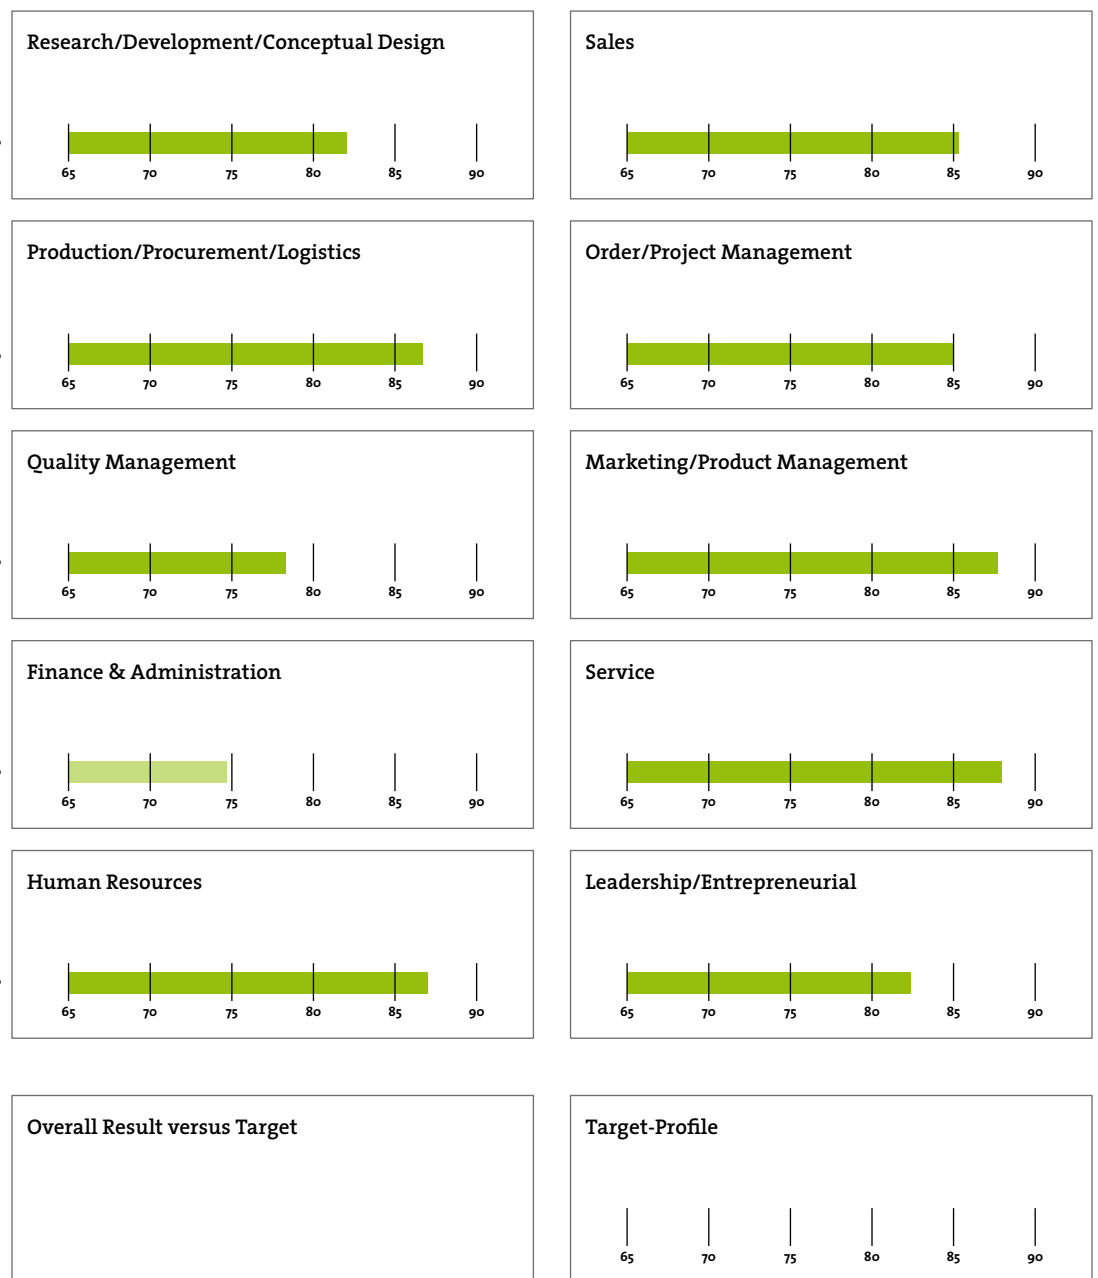 Research/Development/Conceptual Design
65 70 75 80 85 90
Sales
65 70 75 80 85 90
Production/Procurement/Logistics
65 70 75 80 85 90
Order/Project Management
65 70 75 80 85 90
Quality Management
65 70 75 80 85 90
Marketing/Product Management
65 70 75 80 85 90
Finance & Administration
65 70 75 80 85 90
Service
65 70 75 80 85 90
Human Resources
65 70 75 80 85 90
Leadership/Entrepreneurial
65 70 75 80 85 90
Overall Result versus Target
Target-Profile
65 70 75 80 85 90